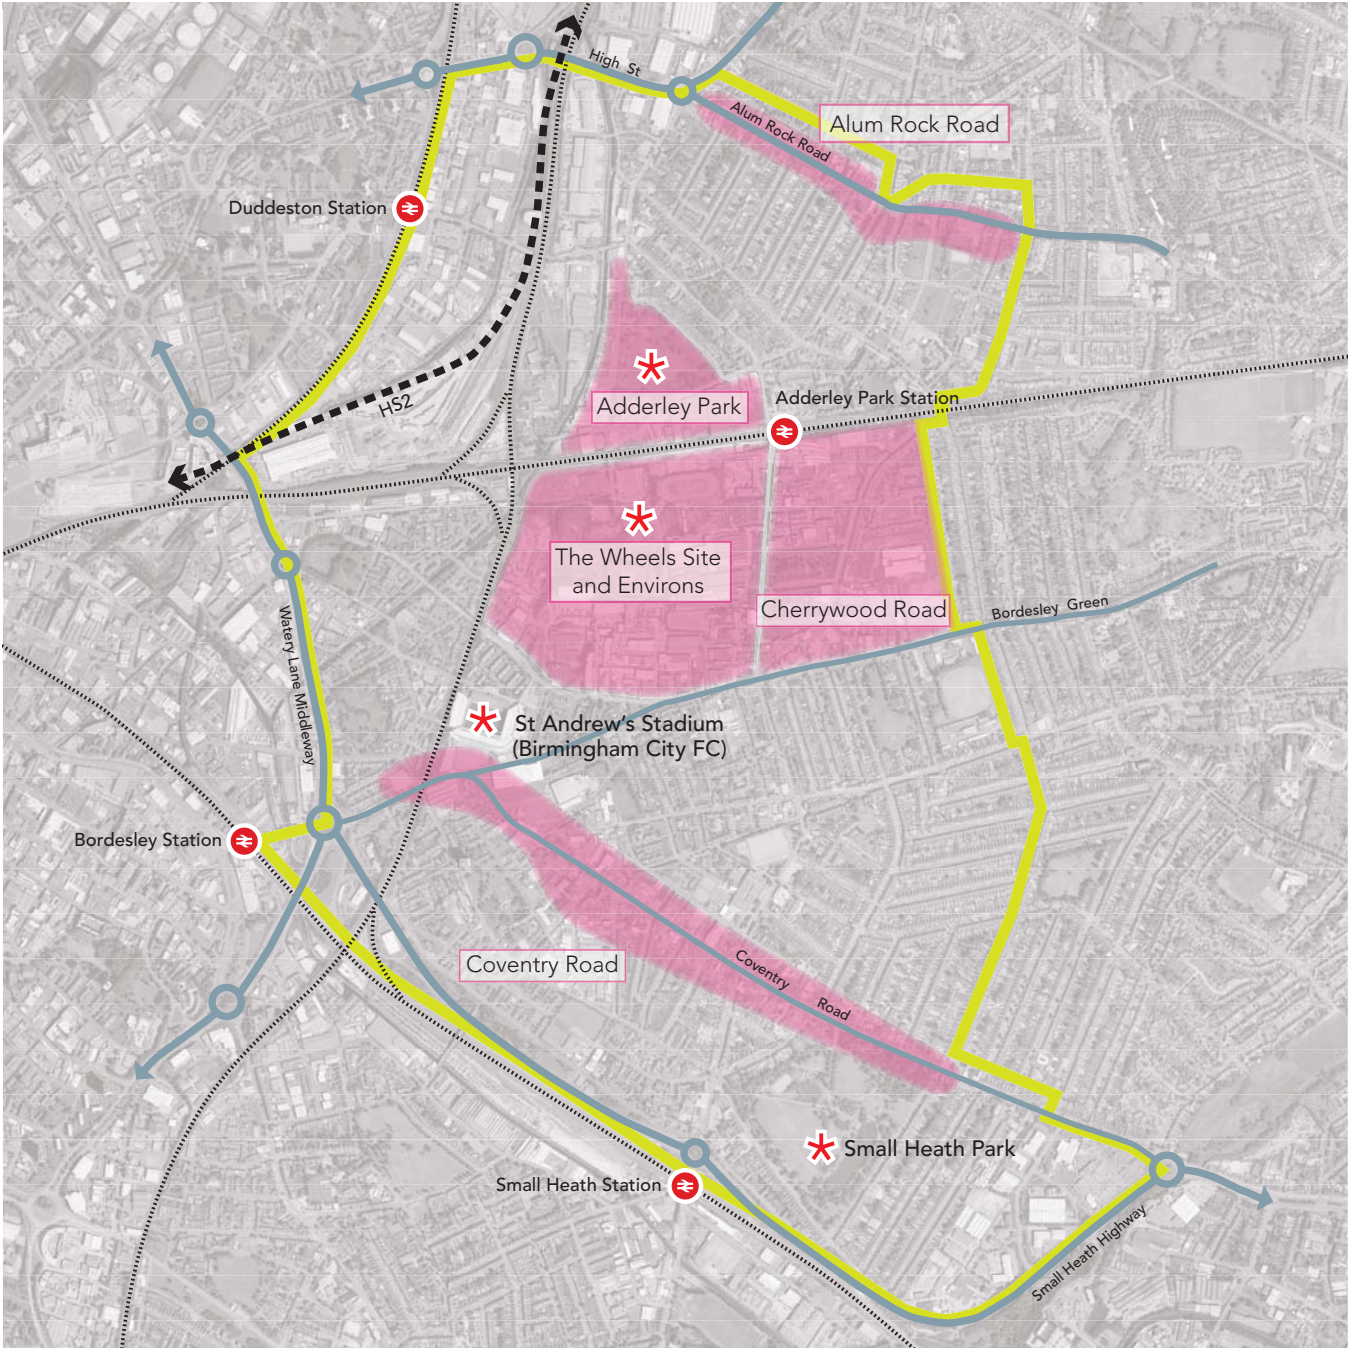 High St
Alum Rock Road
Alum Rock Road
Duddeston Station
HS2
Adderley Park
Adderley Park Station
The Wheels Site
and Environs
Cherrywood Road
Bordesley Green
Watery Lane Middleway
St Andrew's Stadium
(Birmingham City FC)
Bordesley Station
Coventry Road
Coventry Road
Small Heath Park
Small Heath Station
Small Heath Highway